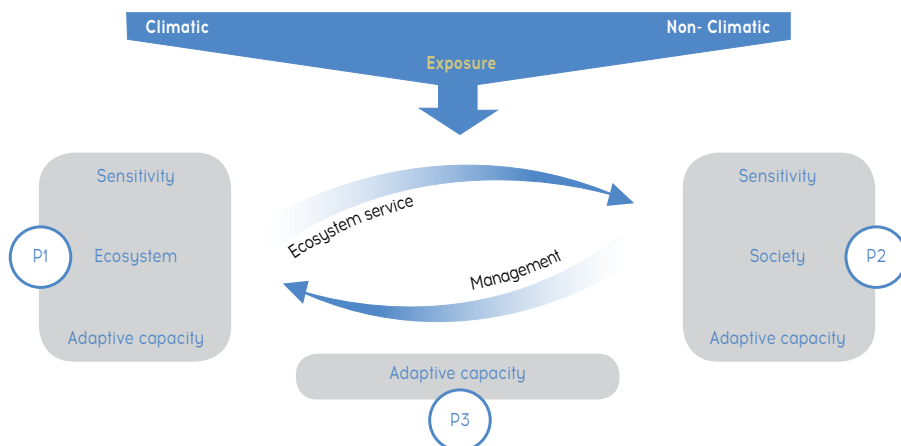 Climatic
Non- Climatic
Exposure
Sensitivity
Ecosystem
Adaptive capacity
P1
Ecosystem service
Management
Sensitivity
Society
Adaptive capacity
P2
Adaptive capacity
P3